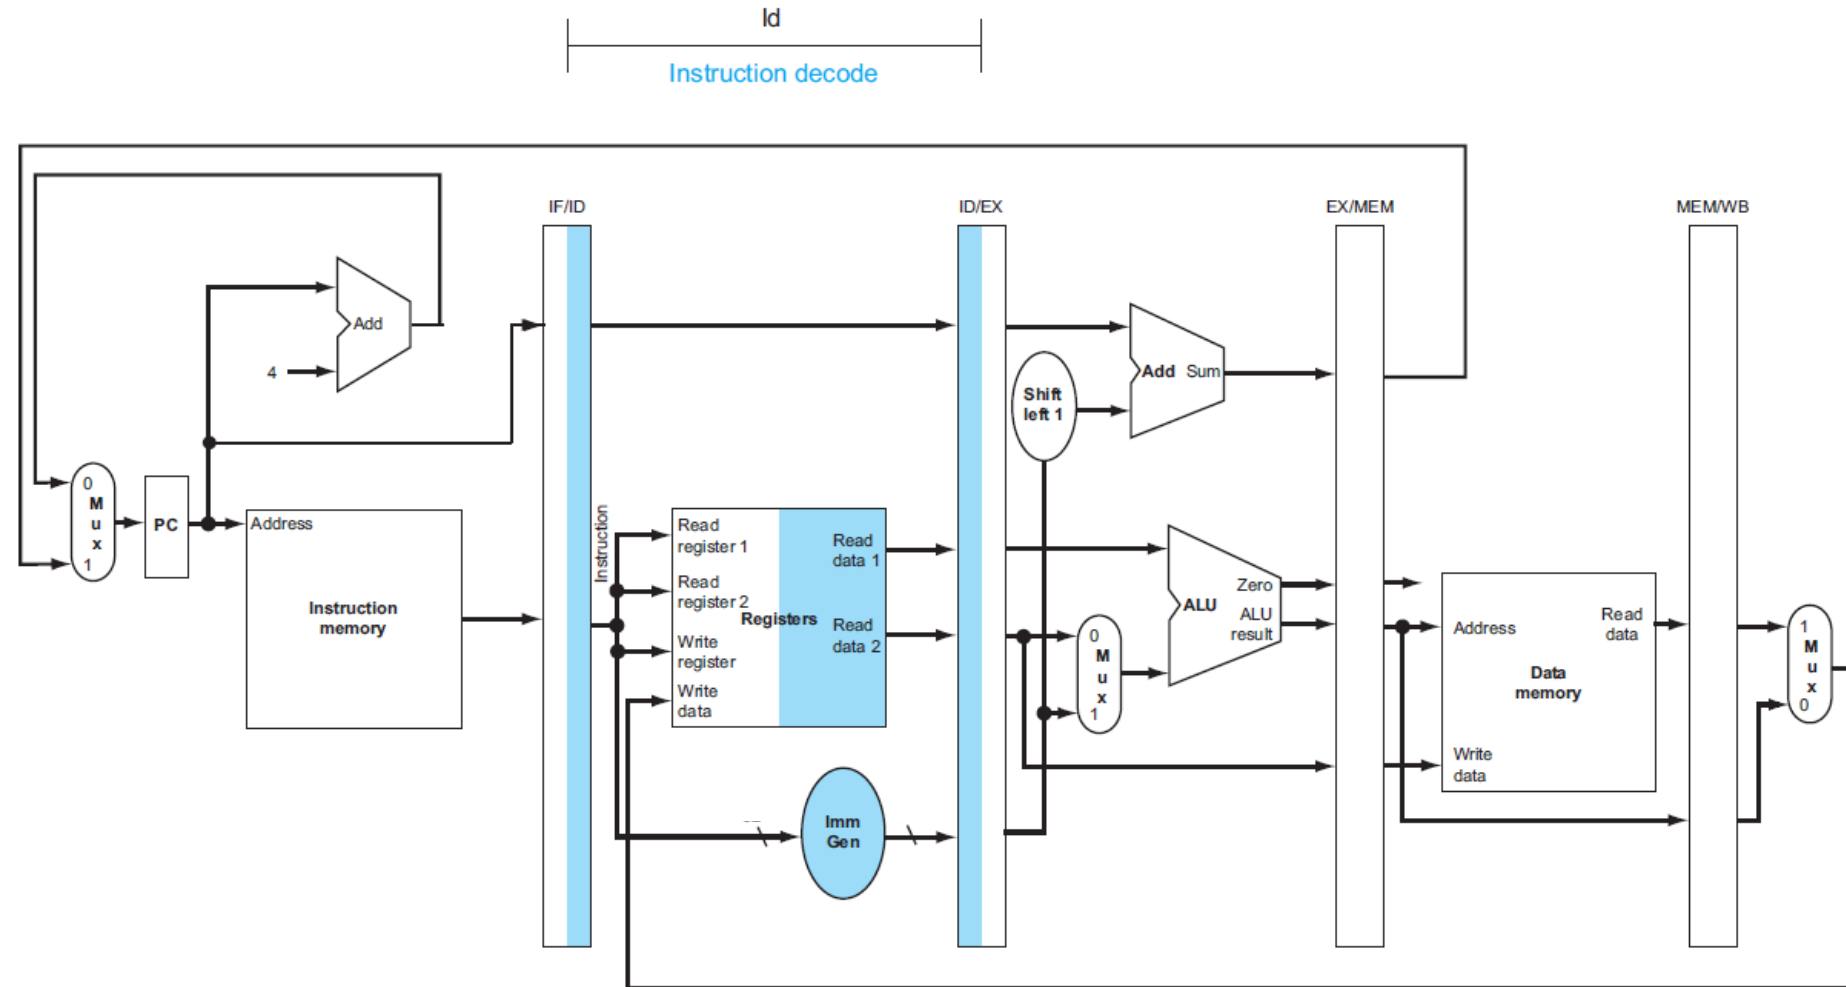 ld
Instruction decode
IF/ID
ID/EX
EX/MEM
MEM/WB
Add
4
Add Sum
Shift
left 1
0
M
u
x
1
PC
Address
Instruction
memory
Instruction
Read
register 1
Read
register 2
Write
register
Write
data
Registers
Read
data 1
Read
data 2
Imm
Gen
0
M
u
x
1
ALU
Zero
ALU
result
Address
Read
data
Data
memory
Write
data
1
M
u
x
0